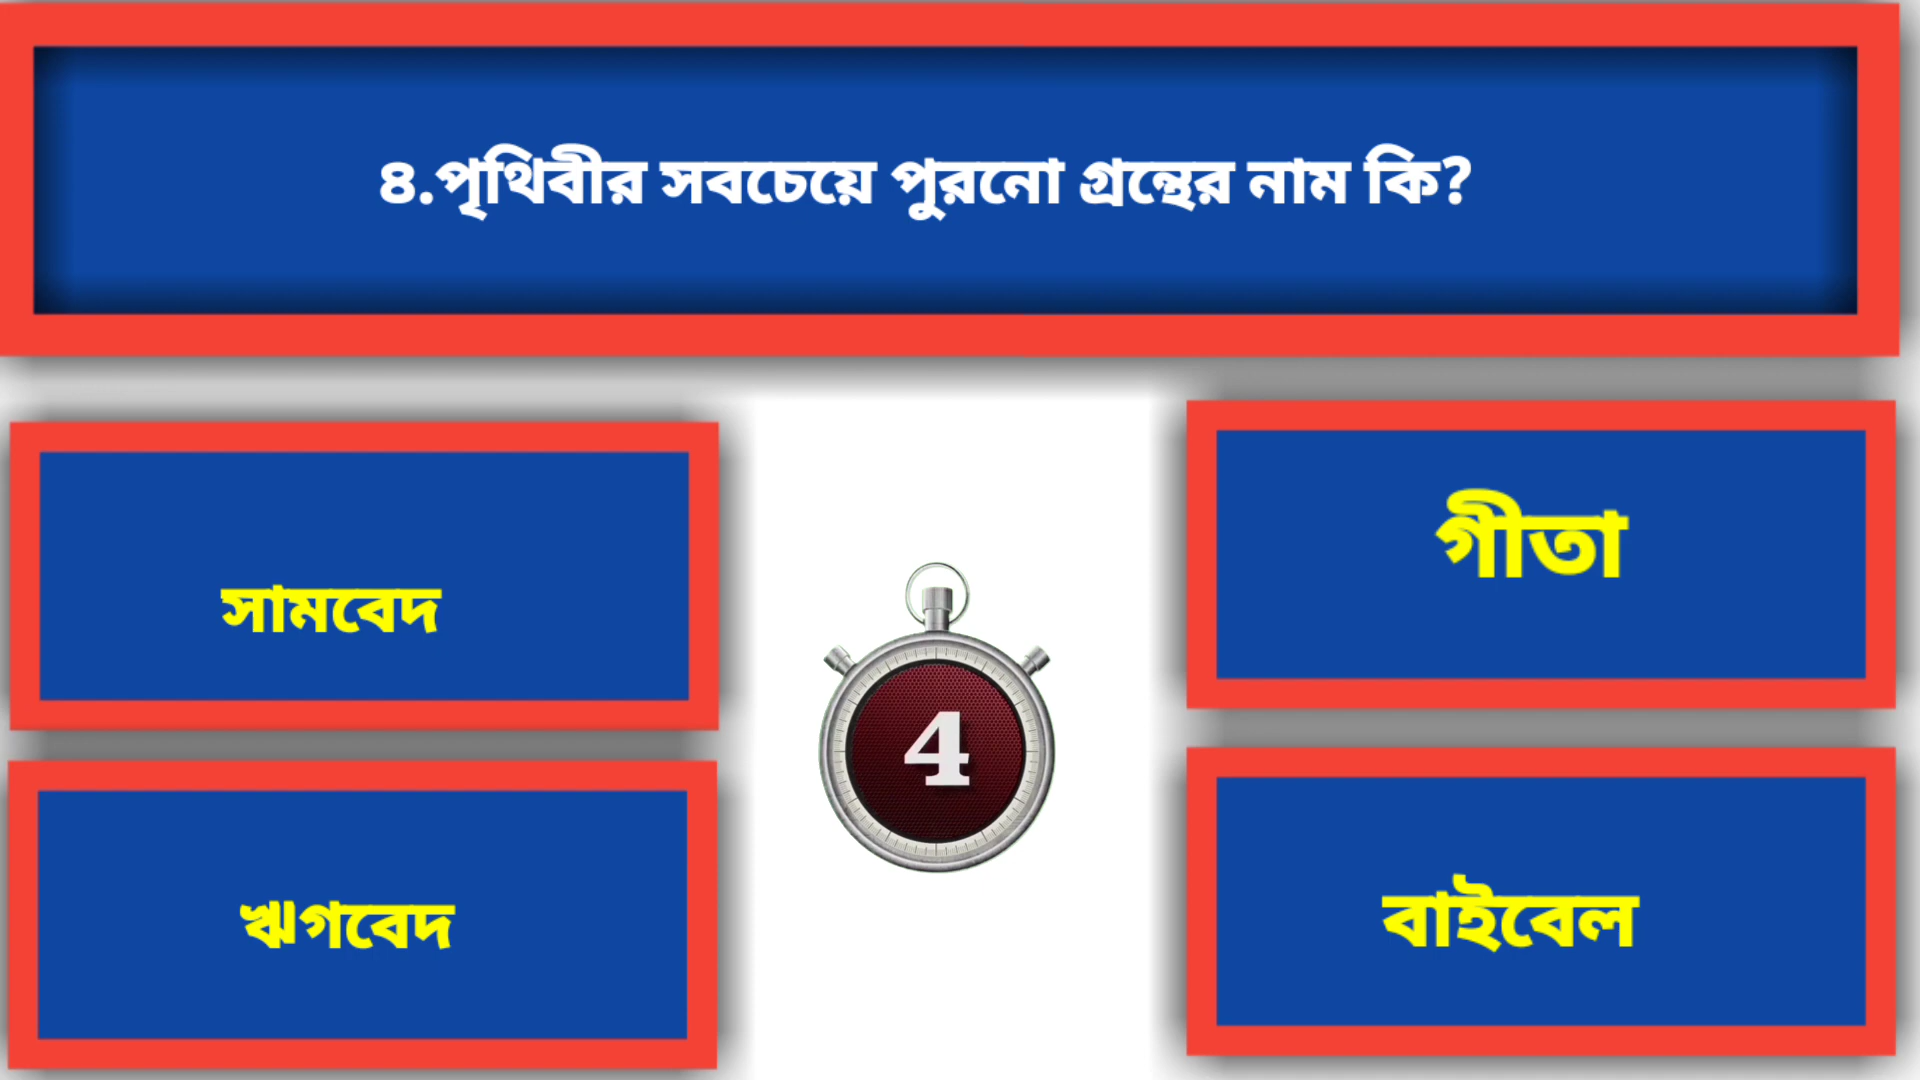 ৪.পৃথিবীর সবচেয়ে পুরনো গ্রন্থের নাম কি?
সামবেদ
গীতা
4
ঋগবেদ
বাইবেল